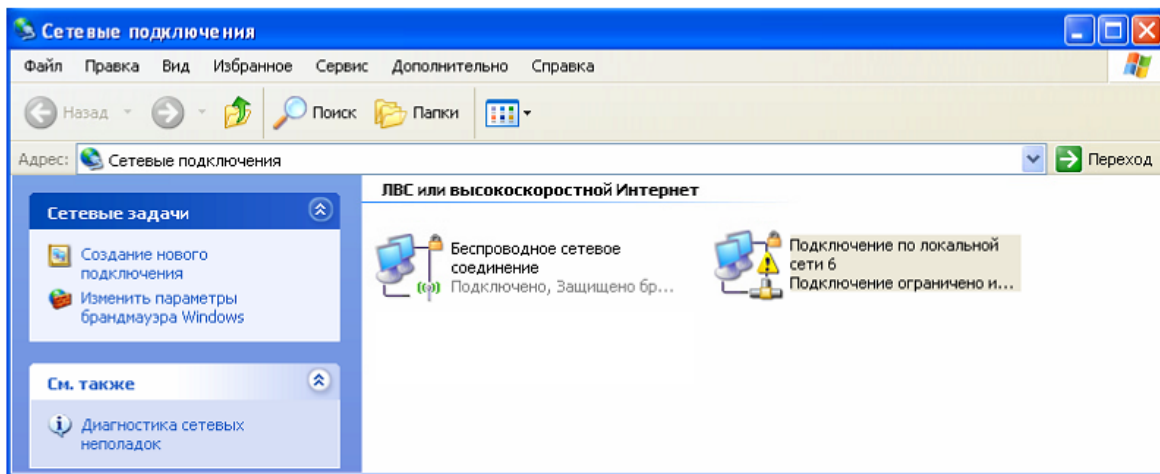 Сетевые подключения
Файл Правка Вид Избранное Сервис Дополнительно Справка
Назад Поиск Папки
Адрес: Сетевые подключения Переход
Сетевые задачи
Создание нового
подключения
Изменить параметры
брандмауэра Windows
См. также
Диагностика сетевых
неполадок
ЛВС или высокоскоростной Интернет
Беспроводное сетевое
соединение
Подключено, Защищено бр...
Подключение по локальной
сети 6
Подключение ограничено и...